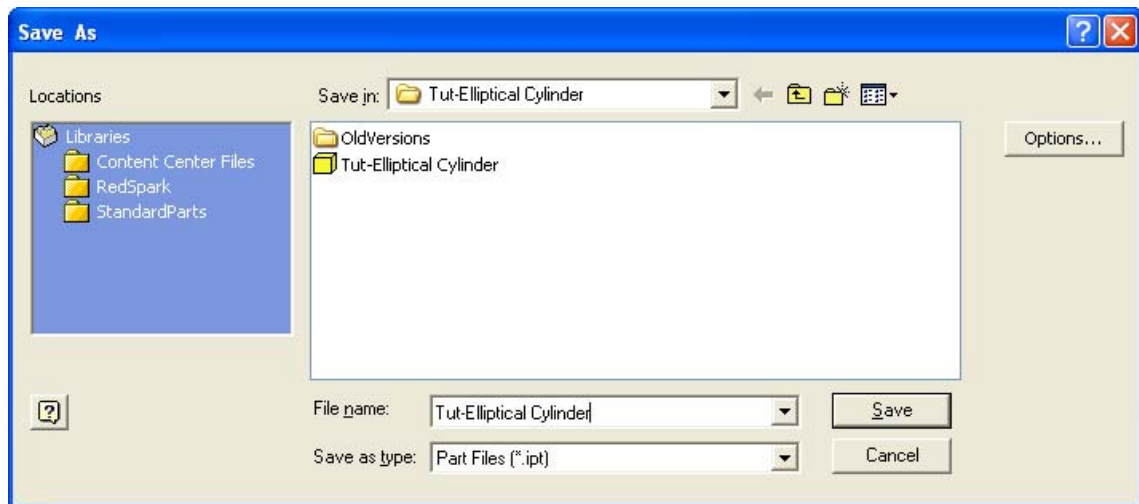 Save As
Locations
Save in: Tut-Elliptical Cylinder
Libraries
Content Center Files
RedSpark
StandardParts
OldVersions
Tut-Elliptical Cylinder
Options...
File name: Tut-Elliptical Cylinder
Save
Save as type: Part Files (*.ipt)
Cancel